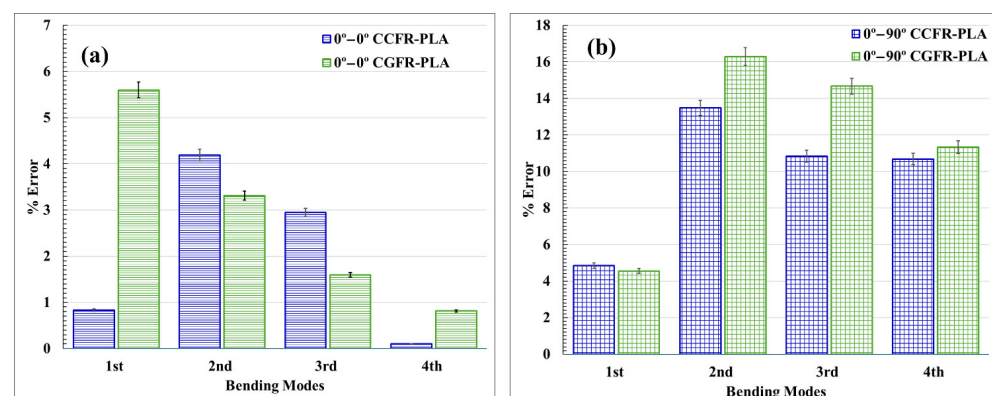 (a)
0°–0° CCFR-PLA
0°–0° CGFR-PLA
% Error
7
6
5
4
3
2
1
0
1st 2nd 3rd 4th
Bending Modes
(b)
0°–90° CCFR-PLA
0°–90° CGFR-PLA
% Error
18
16
14
12
10
8
6
4
2
0
1st 2nd 3rd 4th
Bending Modes